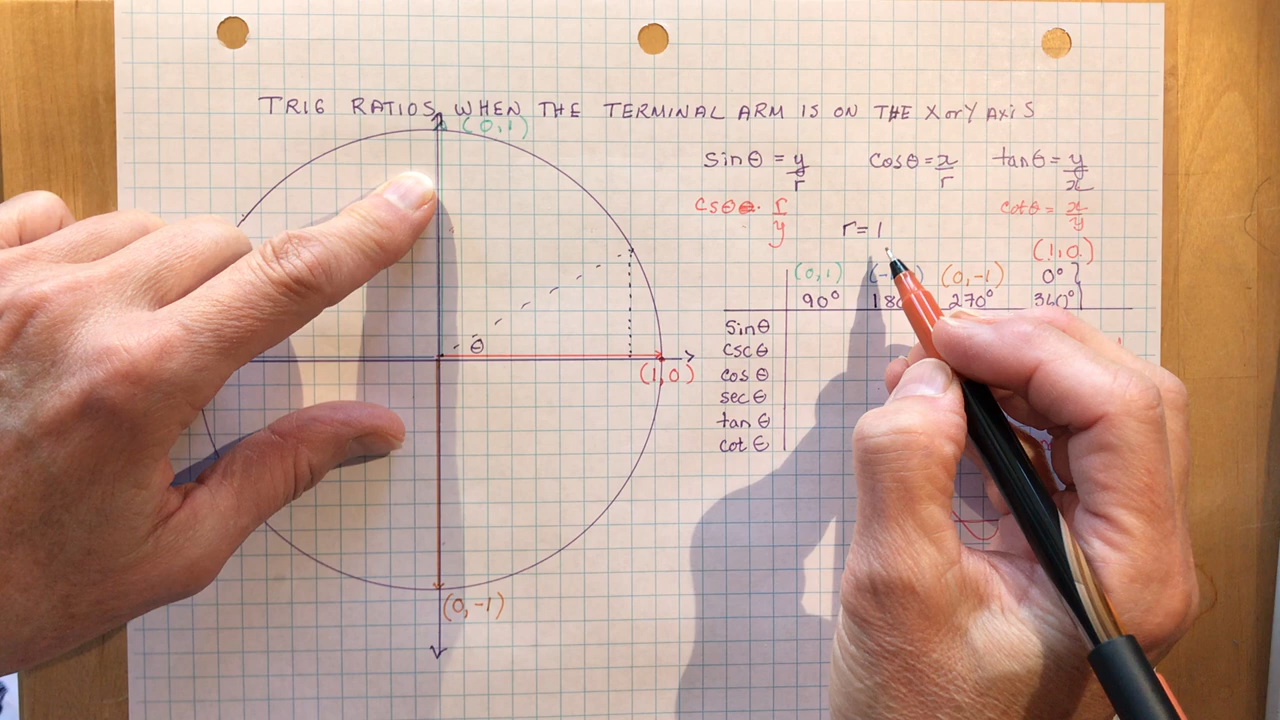 TRIG RATIOS WHEN THE TERMINAL ARM IS ON THE X or Y AXIS
(0,1)
sinθ = y/r cosθ = x/r tanθ = y/x
csθ r/y cotθ = x/y
r = 1
(1,0)
(0,1) (0,-1) 0°
90° 180 270° 360°
sinθ
cscθ
cosθ
secθ
tanθ
cotθ
θ
(1,0)
(0,-1)